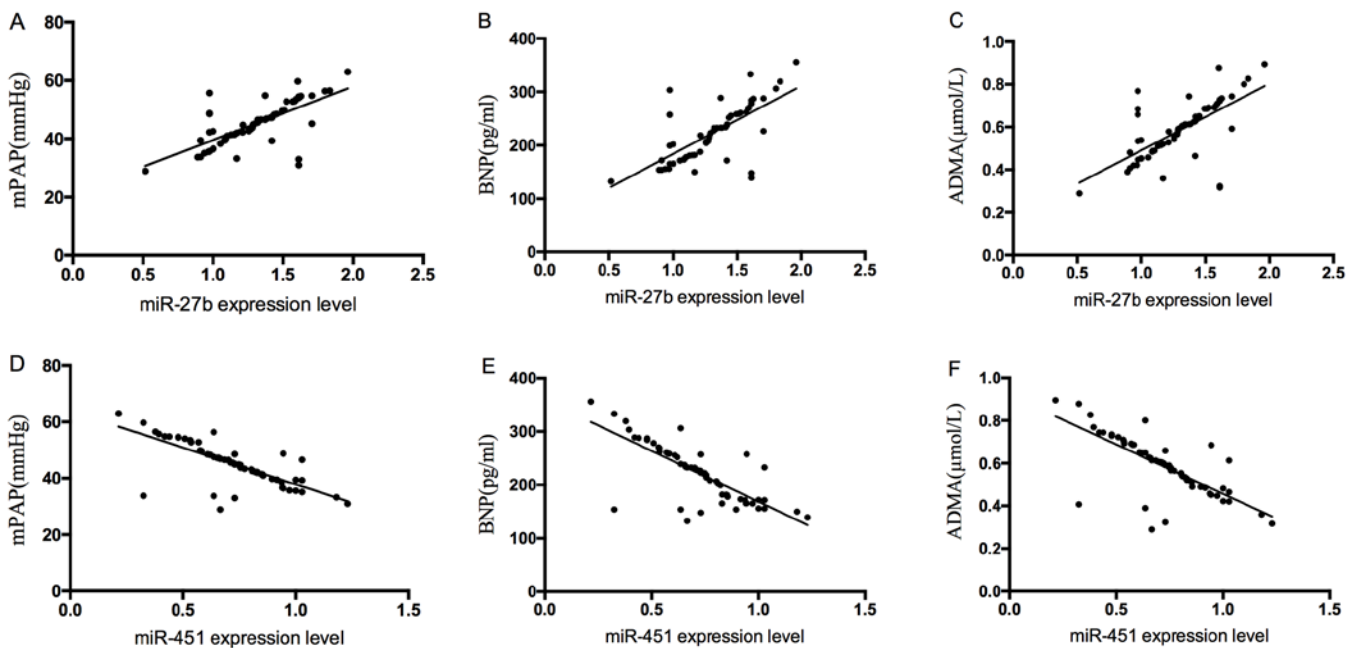 A
80
60
40
20
0
mPAP(mmHg)
0.0 0.5 1.0 1.5 2.0 2.5
miR-27b expression level
B
400
300
200
100
0
BNP(pg/ml)
0.0 0.5 1.0 1.5 2.0 2.5
miR-27b expression level
C
1.0
0.8
0.6
0.4
0.2
0.0
ADMA(μmol/L)
0.0 0.5 1.0 1.5 2.0 2.5
miR-27b expression level
D
80
60
40
20
0
mPAP(mmHg)
0.0 0.5 1.0 1.5
miR-451 expression level
E
400
300
200
100
0
BNP(pg/ml)
0.0 0.5 1.0 1.5
miR-451 expression level
F
1.0
0.8
0.6
0.4
0.2
0.0
ADMA(μmol/L)
0.0 0.5 1.0 1.5
miR-451 expression level